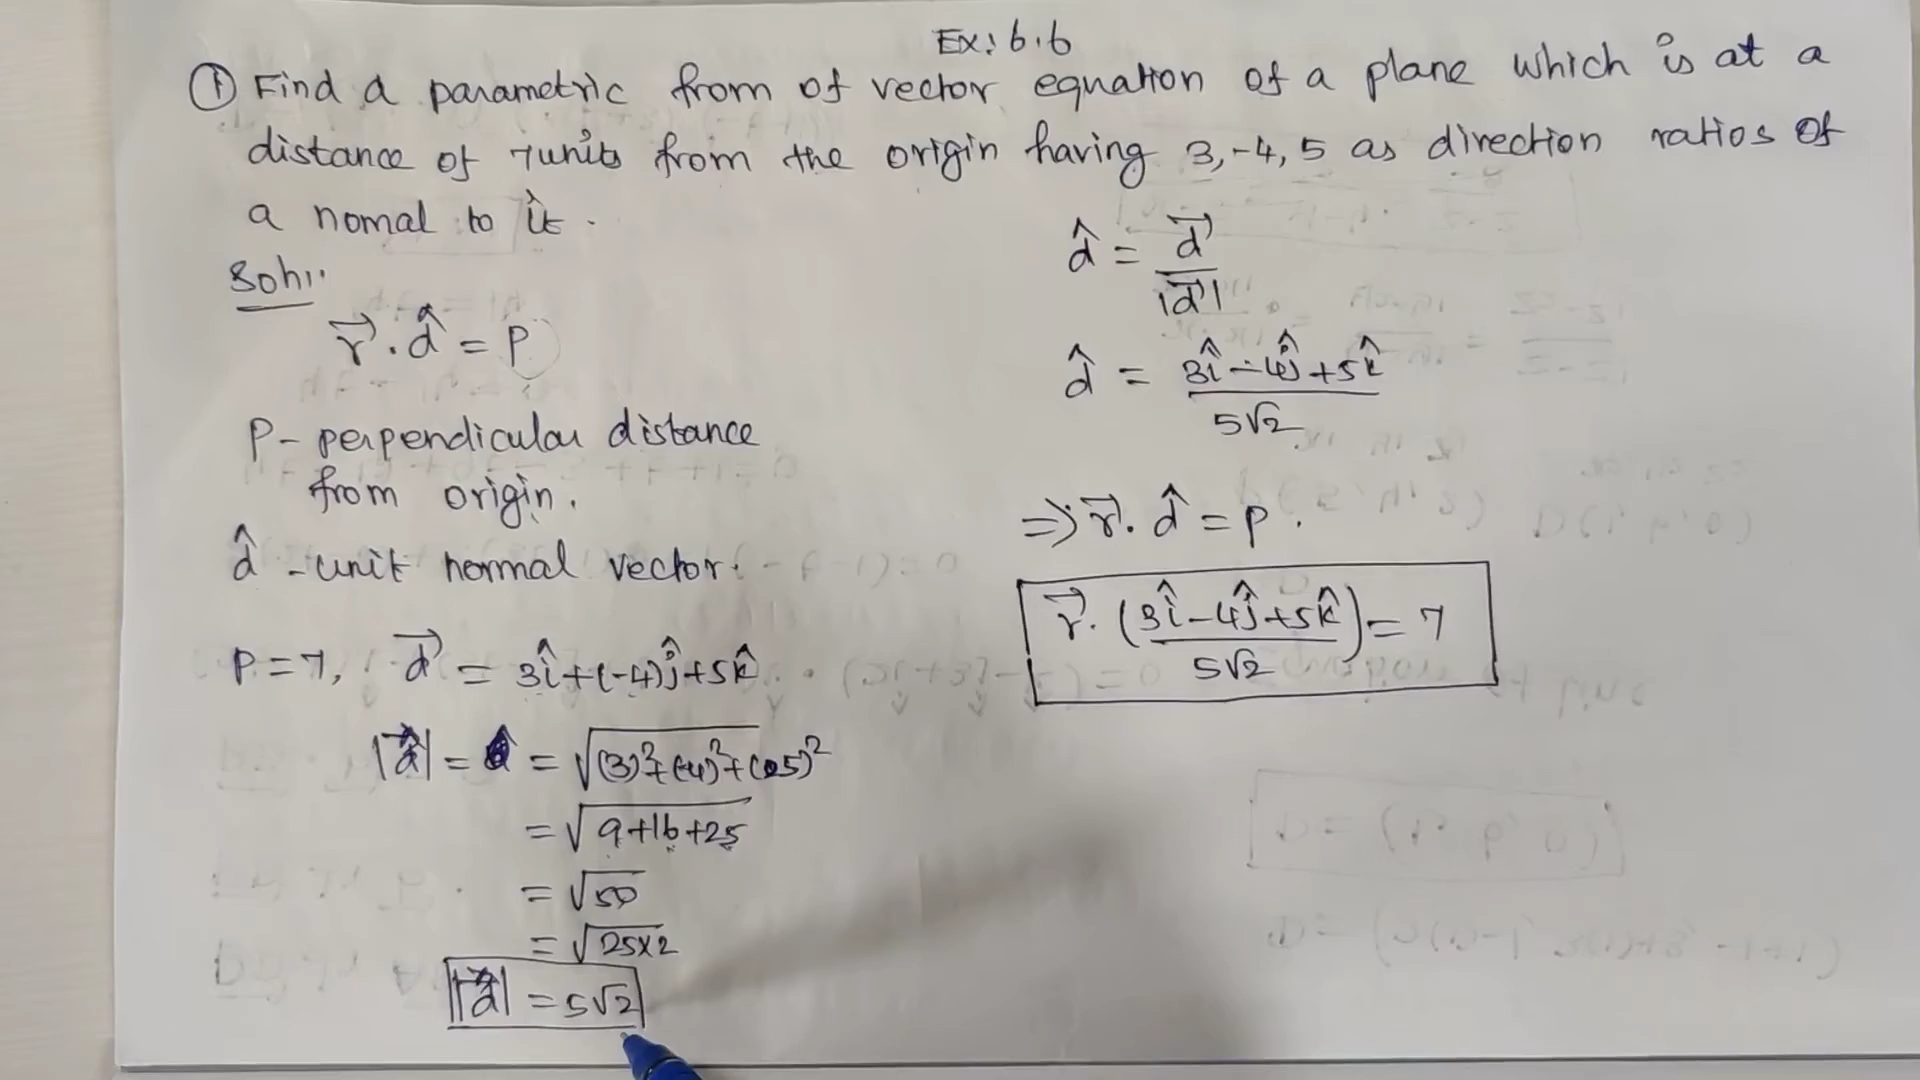 Ex: 6.6
① Find a parametric from of vector equation of a plane which is at a
distance of 7units from the origin having 3, -4, 5 as direction ratios of
a nomal to it.
Soln:
r⃗ . d̂ = p
P - perpendicular distance
from origin.
d̂ - unit normal vector.
P = 7, d⃗ = 3î + (-4)ĵ + 5k̂
|d⃗| = d = √(3)² + (-4)² + (5)²
= √9+16+25
= √50
= √25×2
|d⃗| = 5√2
d̂ = d⃗ / |d⃗|
d̂ = 3î - 4ĵ + 5k̂ / 5√2
⇒ r⃗ . d̂ = p .
r⃗ . (3î - 4ĵ + 5k̂ / 5√2) = 7